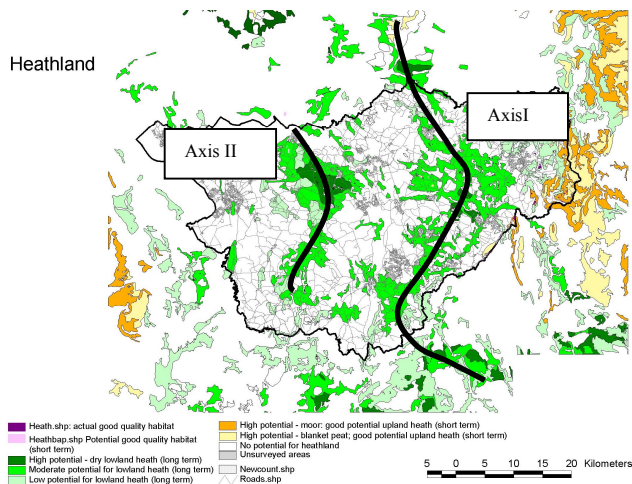 Heathland
AxisI
Axis II
Heath.shp: actual good quality habitat
Heathbap.shp Potential good quality habitat
(short term)
High potential - dry lowland heath (long term)
Moderate potential for lowland heath (long term)
Low potential for lowland heath (long term)
High potential - moor: good potential upland heath (short term)
High potential - blanket peat; good potential upland heath (short term)
No potential for heathland
Unsurveyed areas
Newcount.shp
Roads.shp
5 0 5 10 15 20 Kilometers